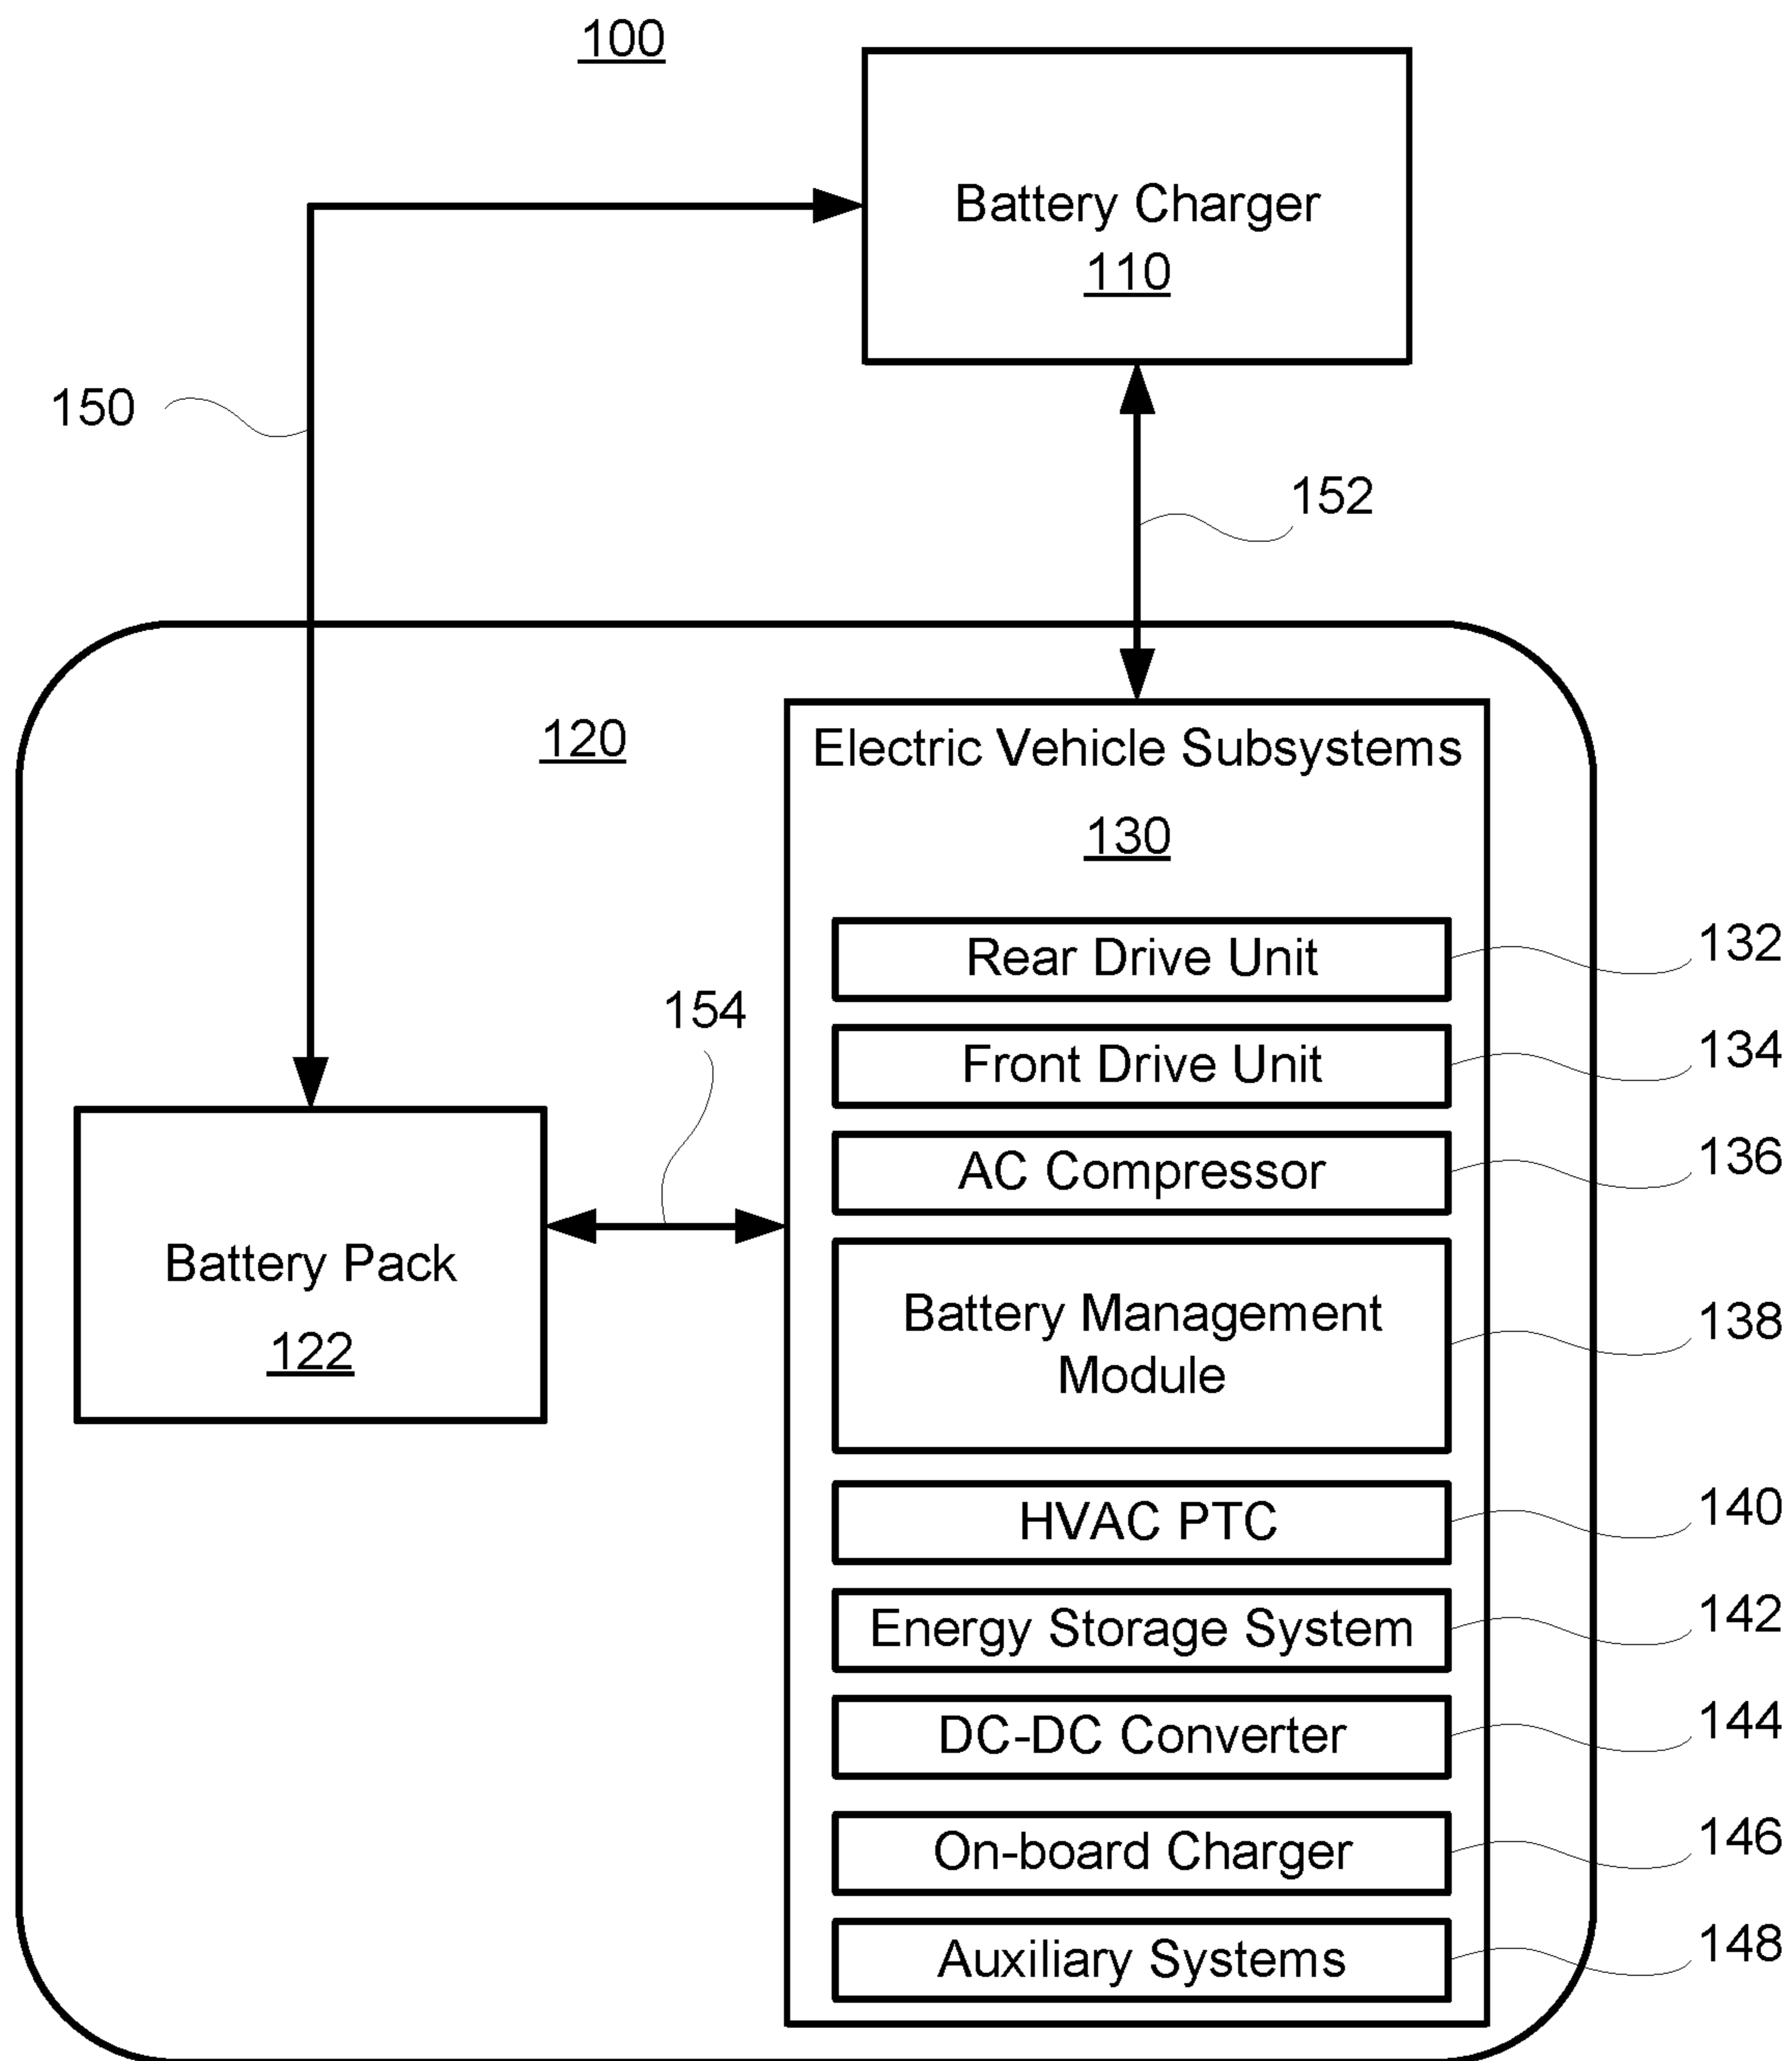 100
Battery Charger
110
150
152
120
Electric Vehicle Subsystems
130
Rear Drive Unit
132
154
Front Drive Unit
134
AC Compressor
136
Battery Pack
122
Battery Management
Module
138
HVAC PTC
140
Energy Storage System
142
DC-DC Converter
144
On-board Charger
146
Auxiliary Systems
148